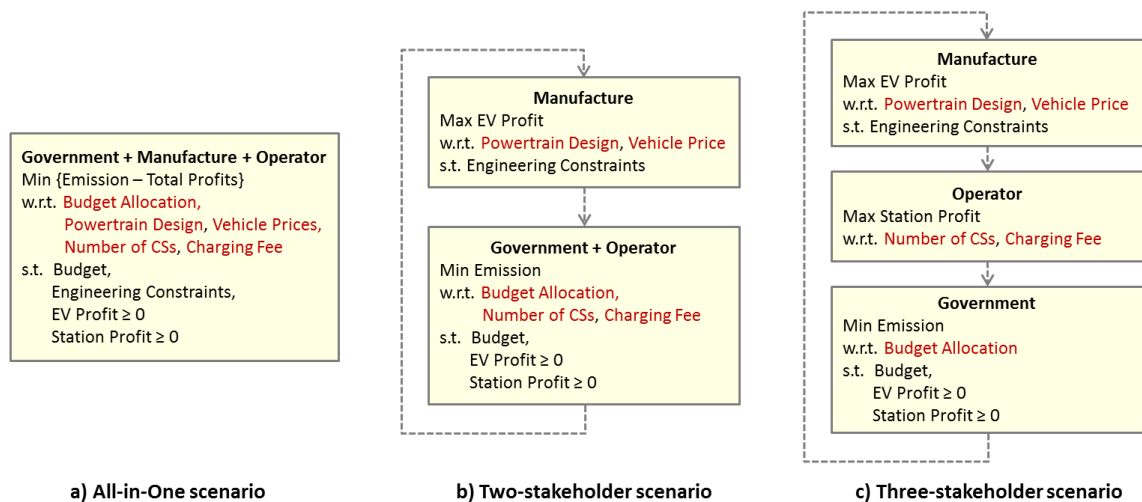 Government + Manufacture + Operator
Min {Emission – Total Profits}
w.r.t. Budget Allocation,
Powertrain Design, Vehicle Prices,
Number of CSs, Charging Fee
s.t. Budget,
Engineering Constraints,
EV Profit ≥ 0
Station Profit ≥ 0
a) All-in-One scenario
Manufacture
Max EV Profit
w.r.t. Powertrain Design, Vehicle Price
s.t. Engineering Constraints
Government + Operator
Min Emission
w.r.t. Budget Allocation,
Number of CSs, Charging Fee
s.t. Budget,
EV Profit ≥ 0
Station Profit ≥ 0
b) Two-stakeholder scenario
Manufacture
Max EV Profit
w.r.t. Powertrain Design, Vehicle Price
s.t. Engineering Constraints
Operator
Max Station Profit
w.r.t. Number of CSs, Charging Fee
Government
Min Emission
w.r.t. Budget Allocation
s.t. Budget,
EV Profit ≥ 0
Station Profit ≥ 0
c) Three-stakeholder scenario